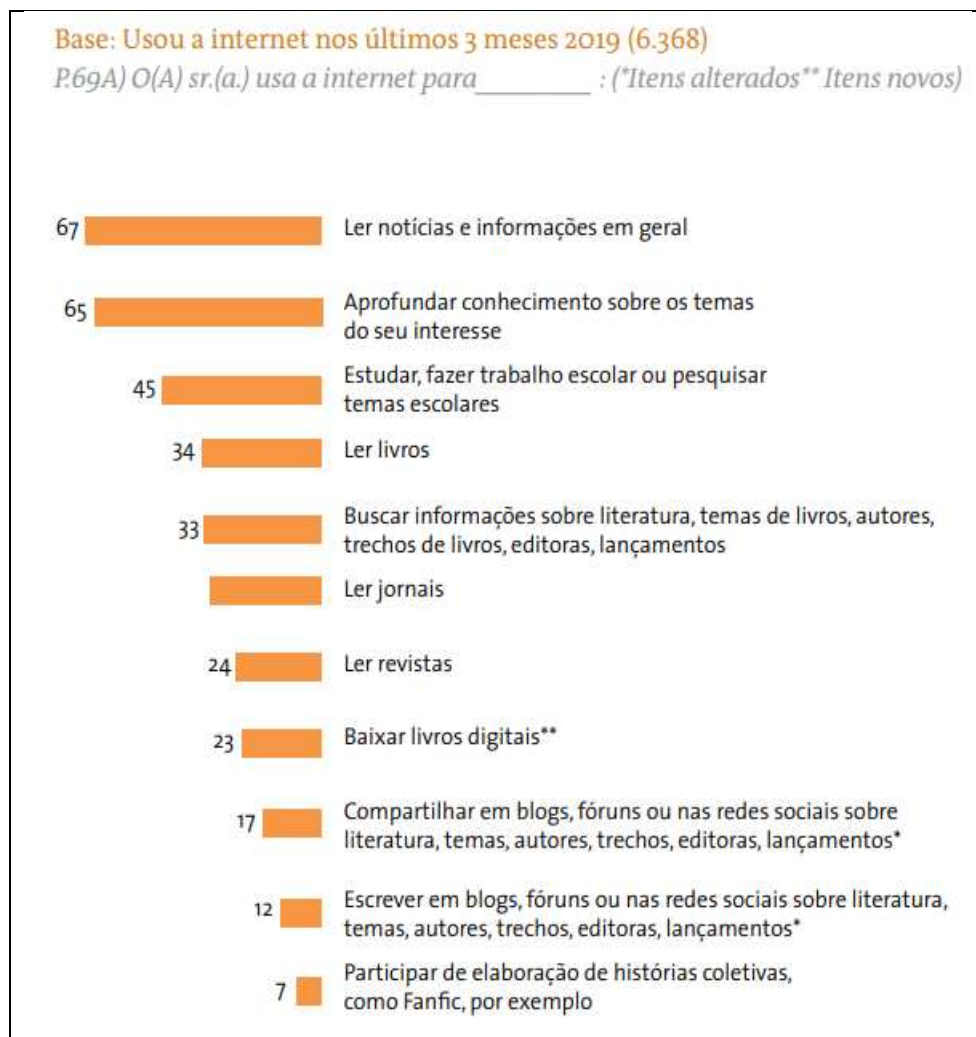 Base: Usou a internet nos últimos 3 meses 2019 (6.368)
P.69A) O(A) sr.(a.) usa a internet para________ : (*Itens alterados** Itens novos)
67 Ler notícias e informações em geral
65 Aprofundar conhecimento sobre os temas
do seu interesse
45 Estudar, fazer trabalho escolar ou pesquisar
temas escolares
34 Ler livros
33 Buscar informações sobre literatura, temas de livros, autores,
trechos de livros, editoras, lançamentos
Ler jornais
24 Ler revistas
23 Baixar livros digitais**
17 Compartilhar em blogs, fóruns ou nas redes sociais sobre
literatura, temas, autores, trechos, editoras, lançamentos*
12 Escrever em blogs, fóruns ou nas redes sociais sobre literatura,
temas, autores, trechos, editoras, lançamentos*
7 Participar de elaboração de histórias coletivas,
como Fanfic, por exemplo